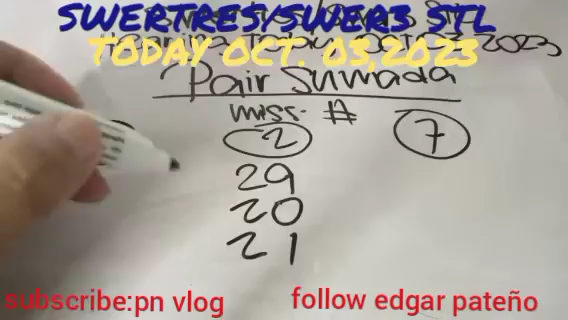 SWERTRES/SWER3 STL
TODAY OCT. 03,2023
2023
Pair Sumada
miss. #
2 7
29
20
21
subscribe:pn vlog follow edgar pateño